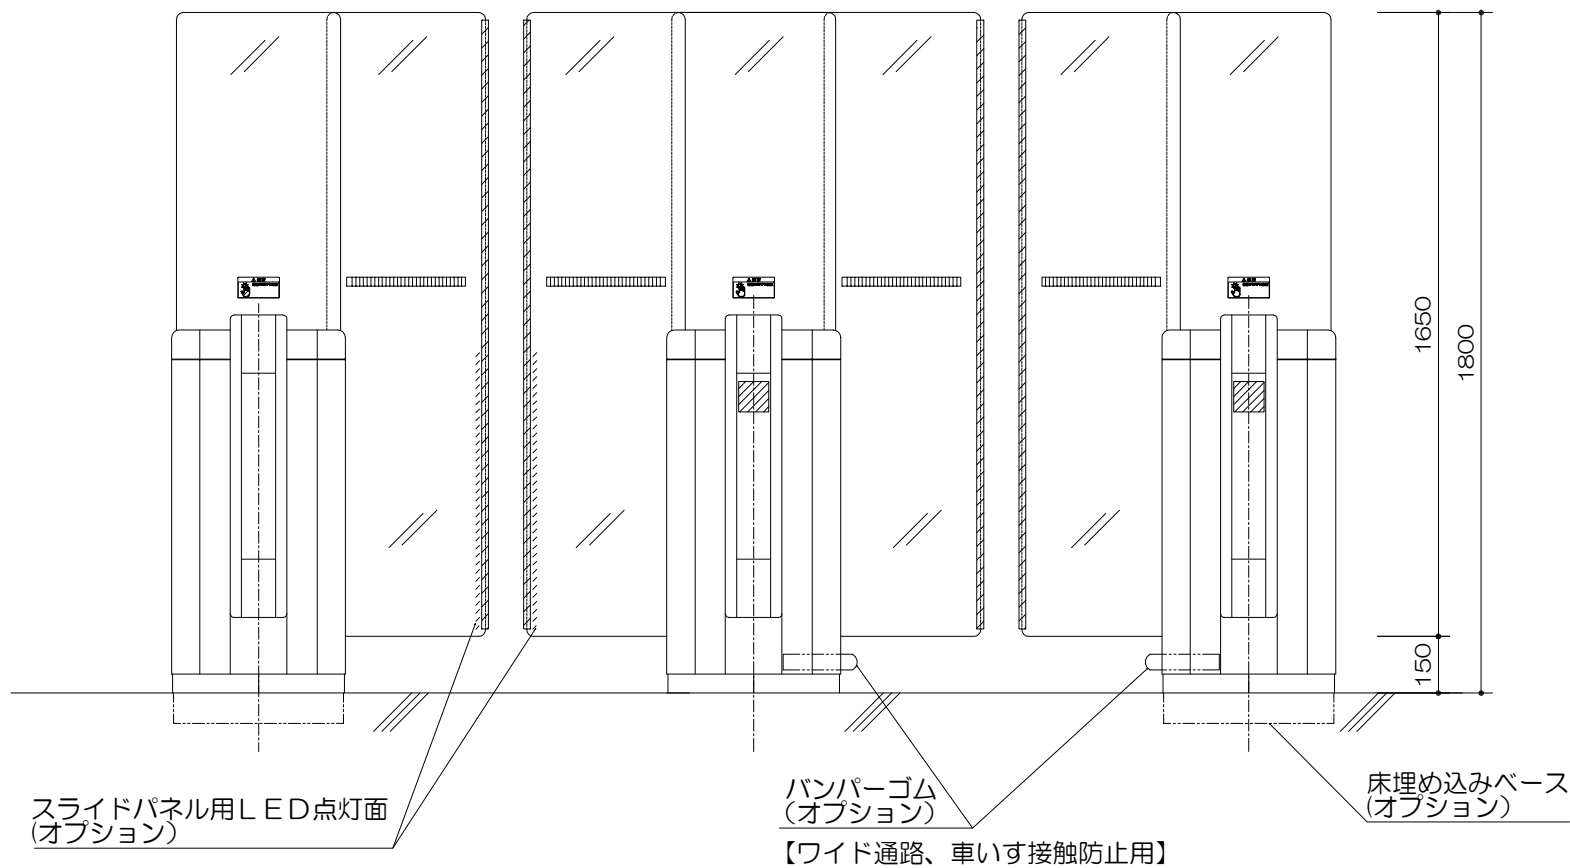 1650
1800
150
スライドパネル用LED点灯面
(オプション)
バンパーゴム
(オプション)
【ワイド通路、車いす接触防止用】
床埋め込みベース
(オプション)